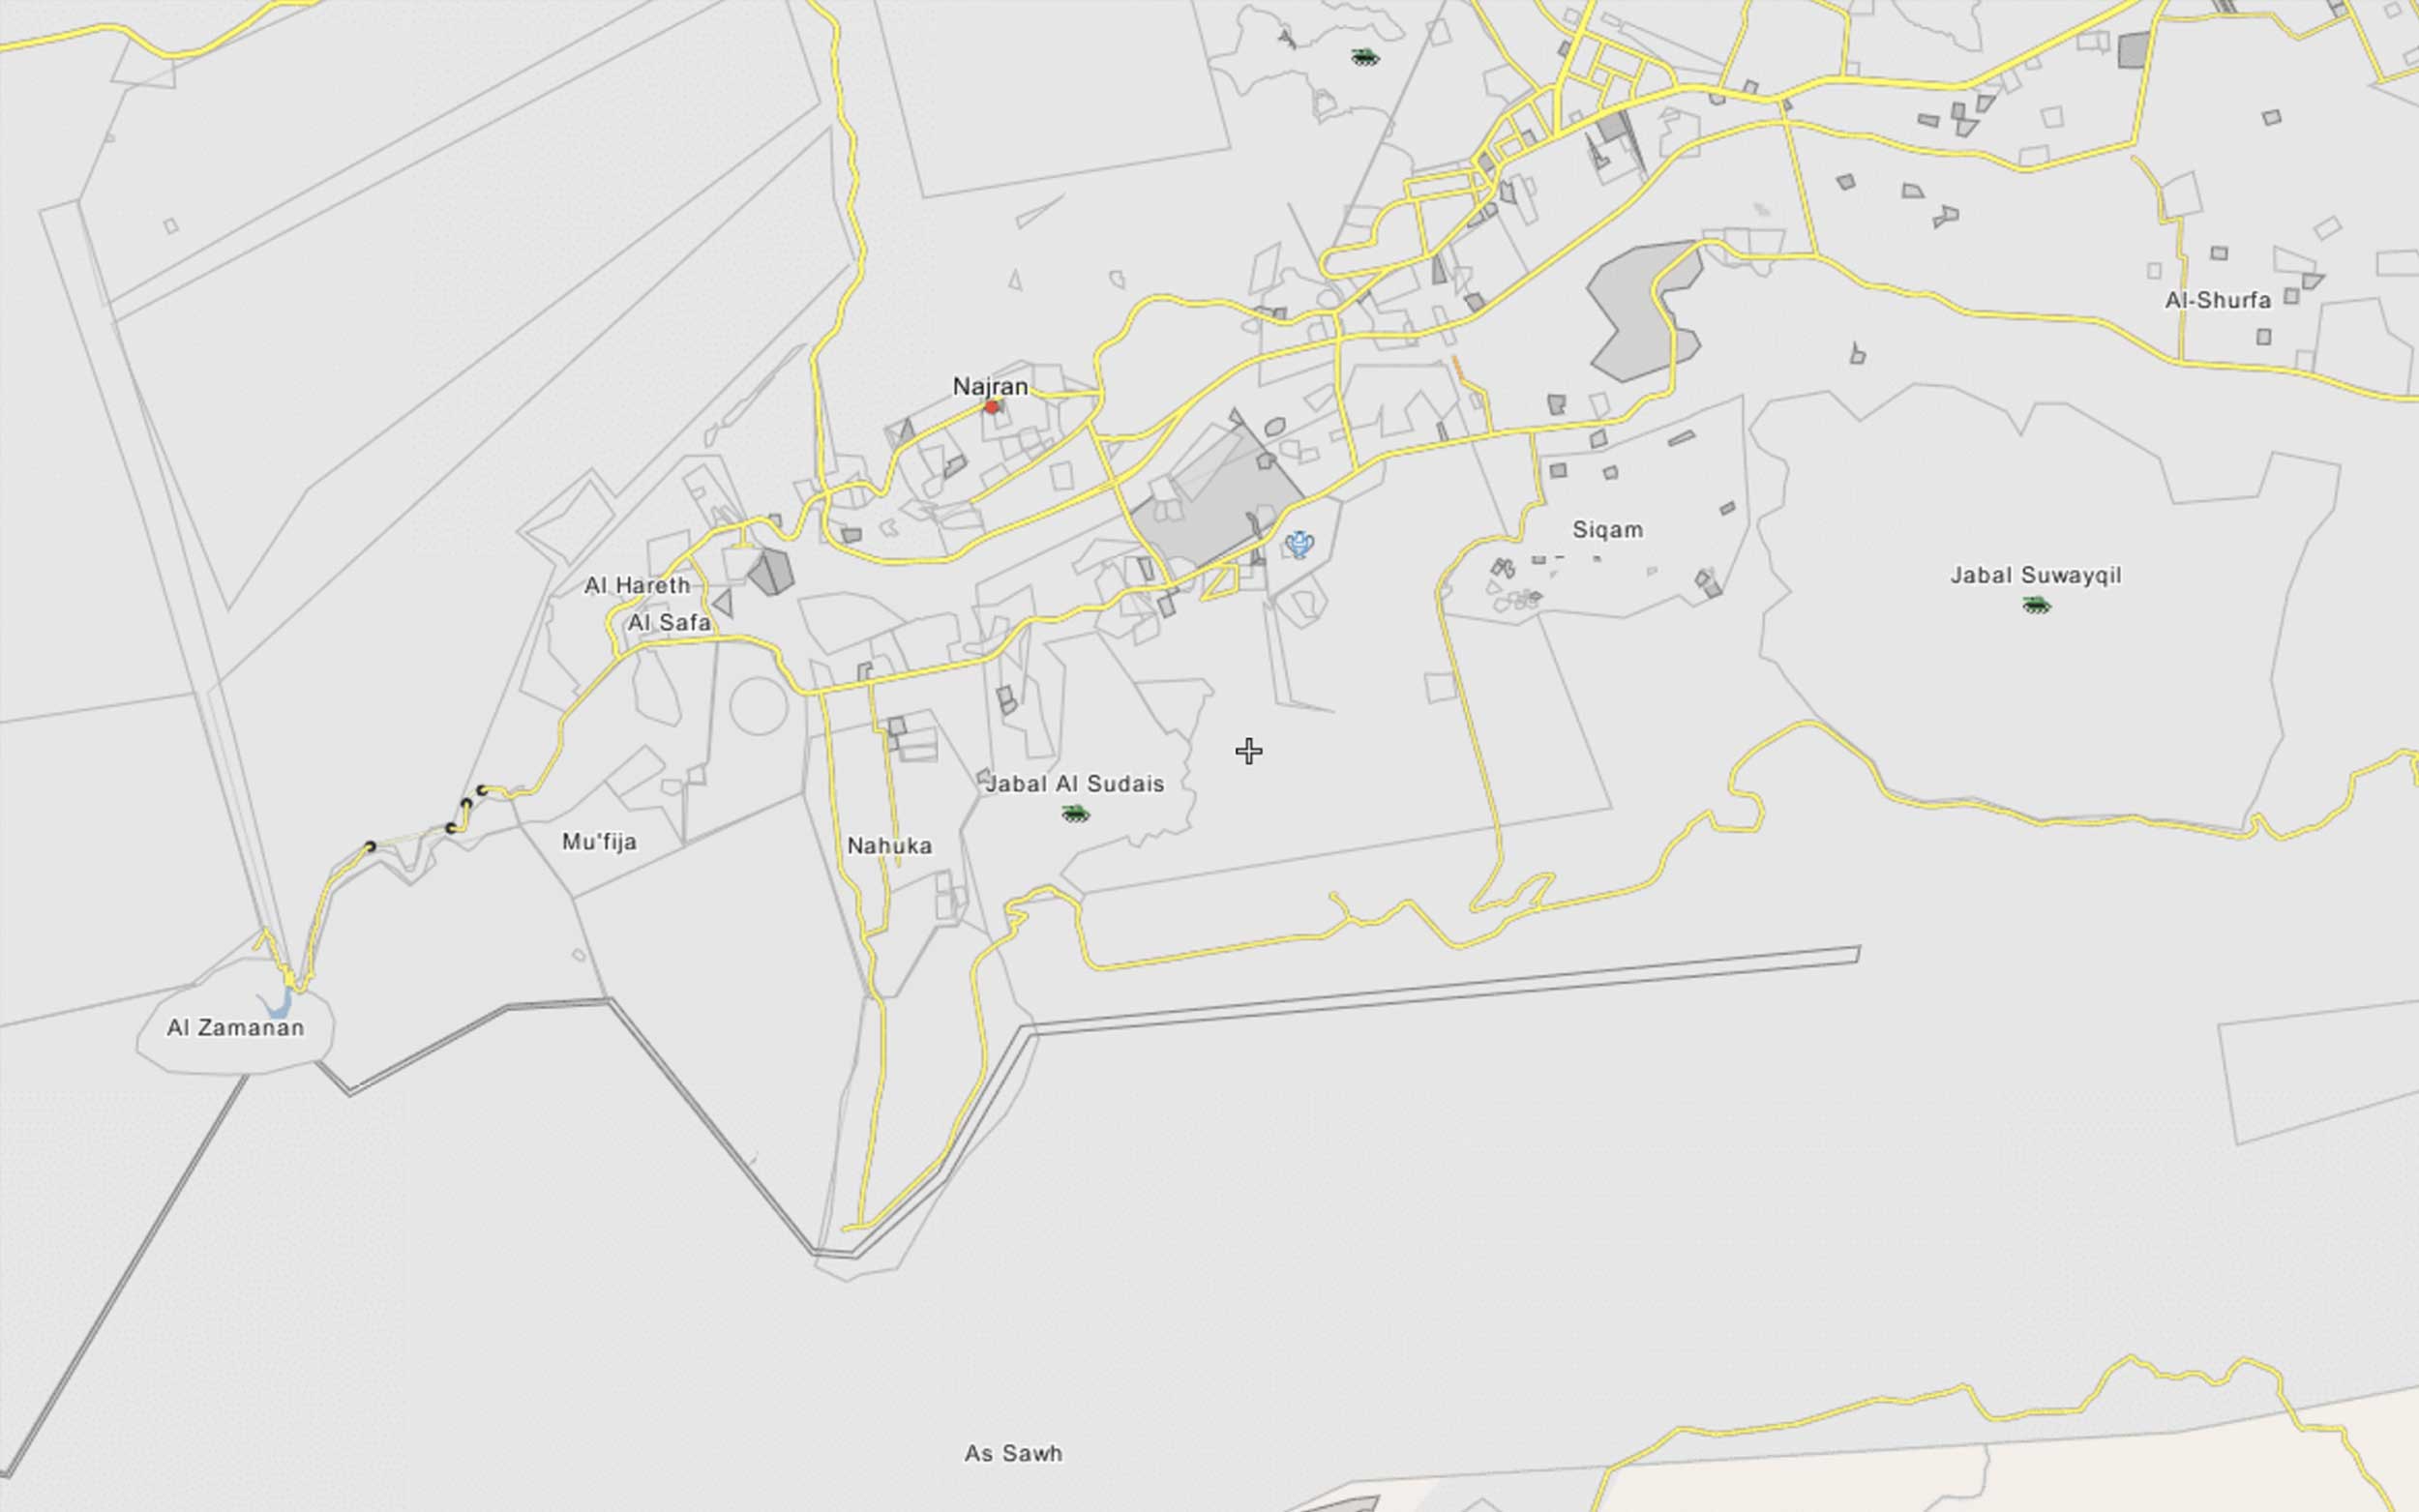 Al-Shurfa
Najran
Siqam
Jabal Suwayqil
Al Hareth
Al Safa
Jabal Al Sudais
Mu'fija
Nahuka
Al Zamanan
As Sawh